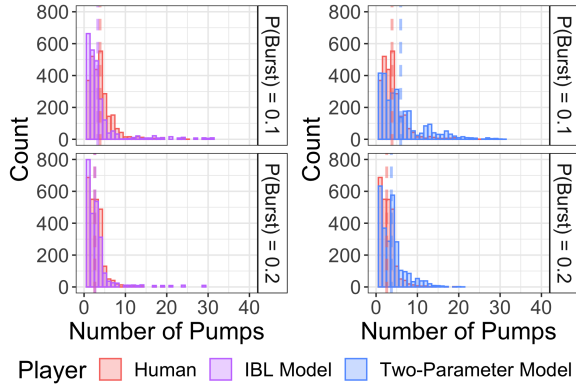 800
600
400
200
0
Count
P(Burst) = 0.1
800
600
400
200
0
P(Burst) = 0.2
0 10 20 30 40
Number of Pumps
800
600
400
200
0
Count
P(Burst) = 0.1
800
600
400
200
0
P(Burst) = 0.2
0 10 20 30 40
Number of Pumps
Player Human IBL Model Two-Parameter Model